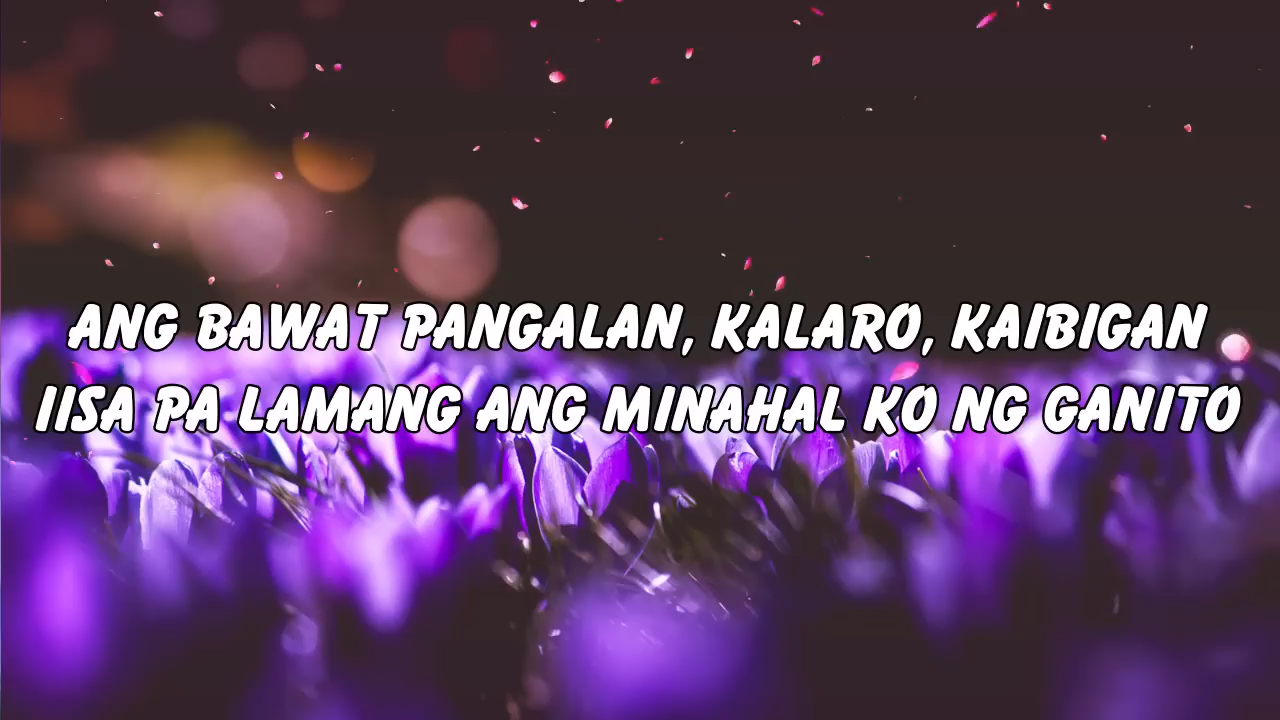 ANG BAWAT PANGALAN, KALARO, KAIBIGAN
IISA PA LAMANG ANG MINAHAL KO NG GANITO